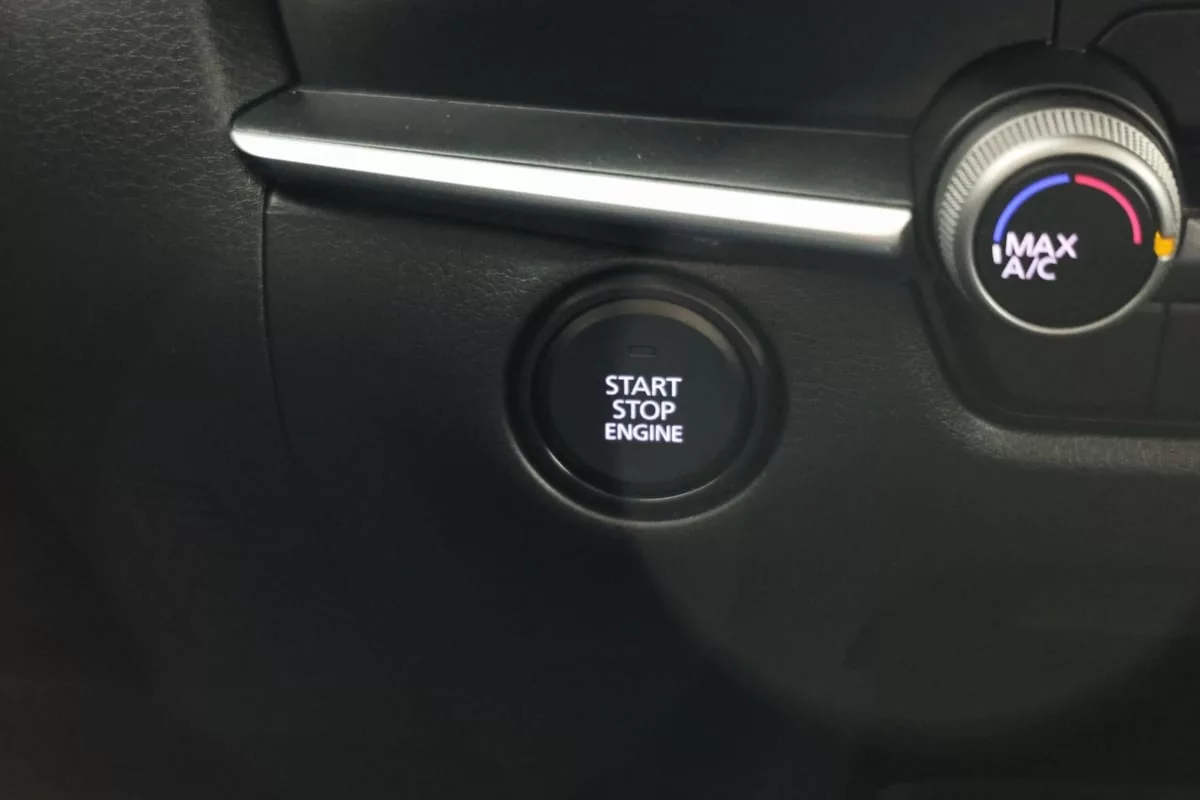 MAX
A/C
START
STOP
ENGINE